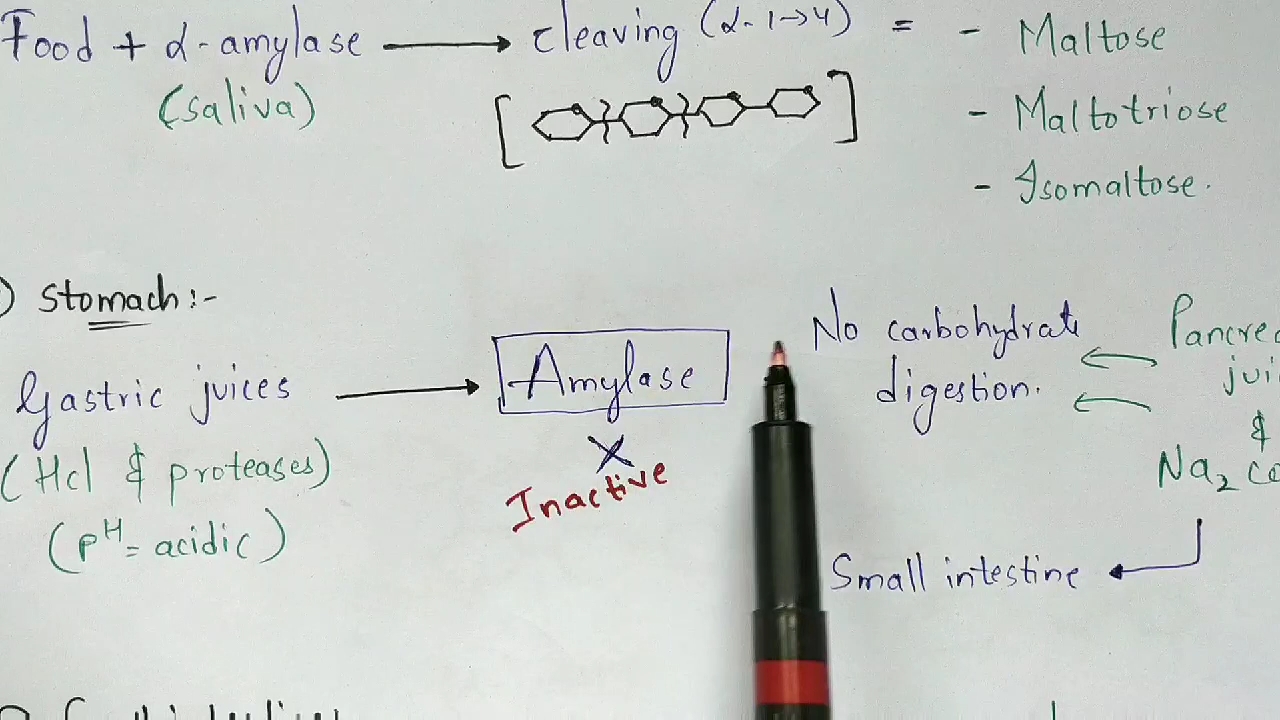 Food + α-amylase → cleaving (α-1→4) = - Maltose
(saliva)
- Maltotriose
- Isomaltose.
) Stomach :-
Gastric juices → Amylase
No carbohydrate
digestion.
(Hcl & proteases)
X
Inactive
(pH = acidic)
&
Na2
Small intestine